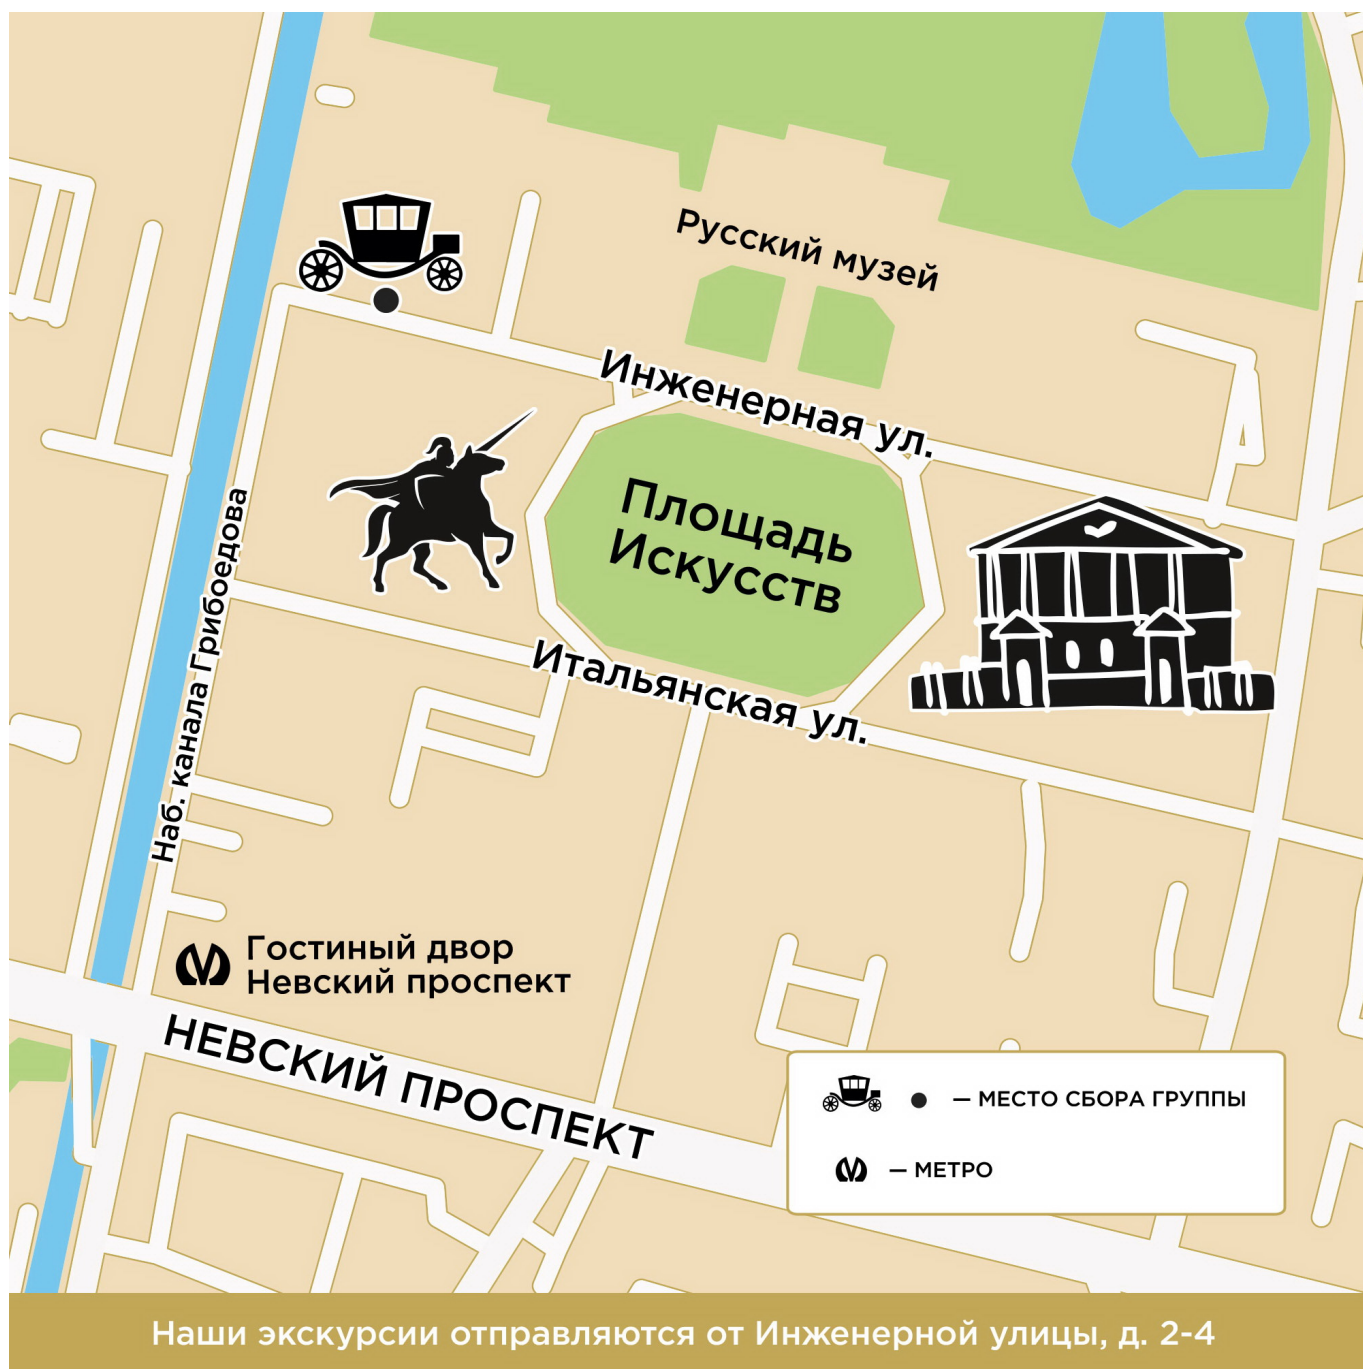 Русский музей
Инженерная ул.
Площадь
Искусств
Итальянская ул.
Наб. канала Грибоедова
Гостиный двор
Невский проспект
НЕВСКИЙ ПРОСПЕКТ
— МЕСТО СБОРА ГРУППЫ
— МЕТРО
Наши экскурсии отправляются от Инженерной улицы, д. 2-4